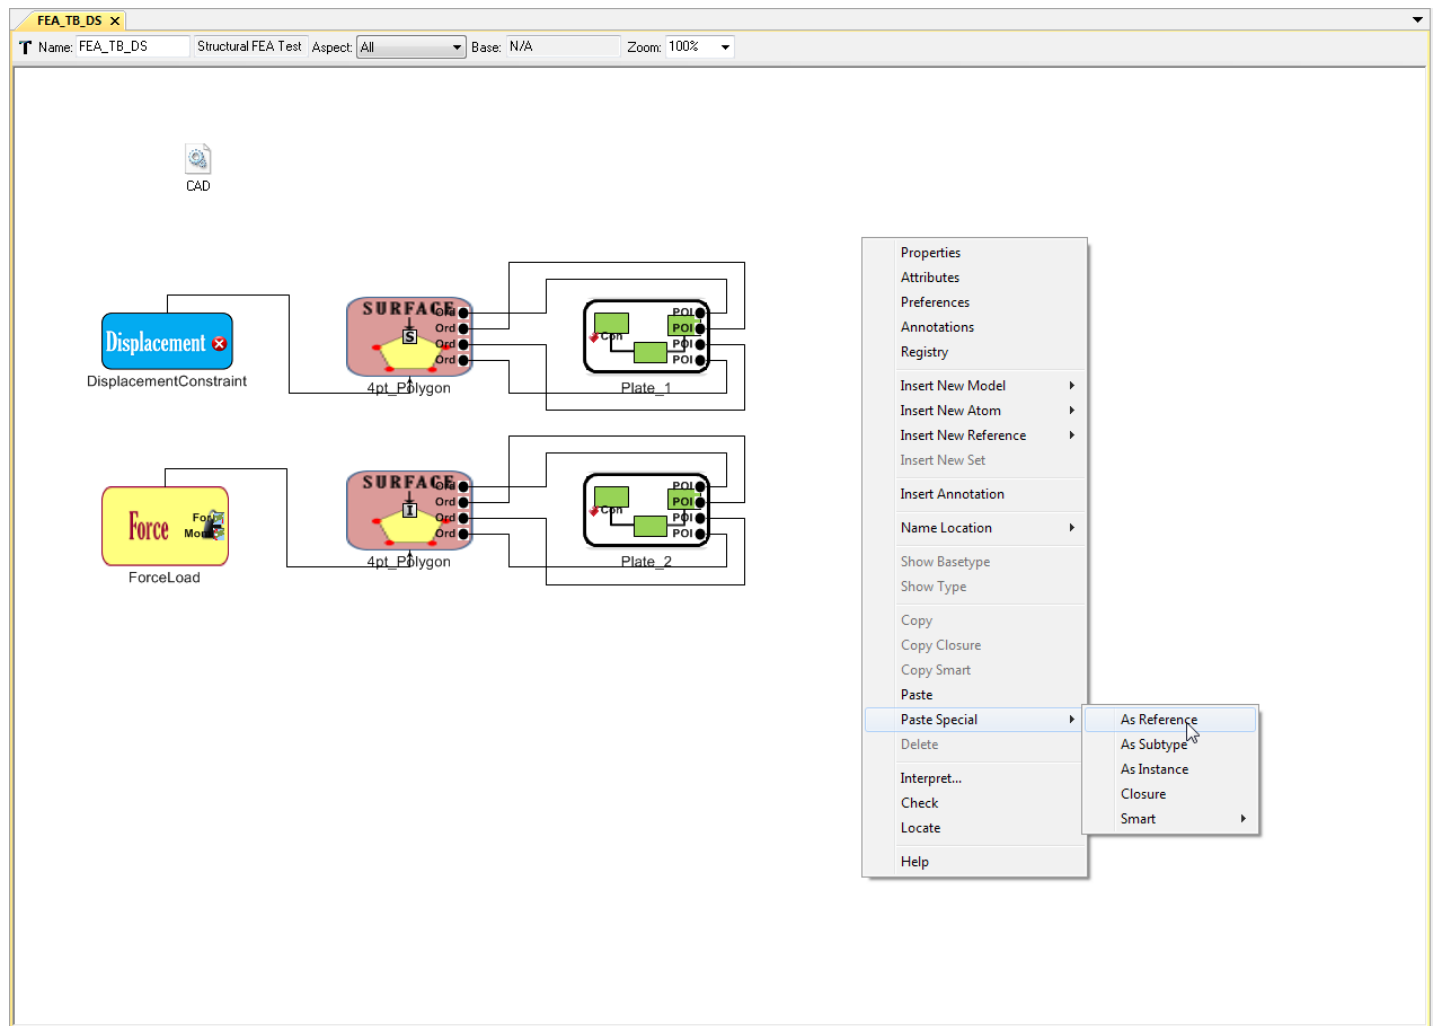 FEA_TB_DS
Name: FEA_TB_DS Structural FEA Test Aspect: All Base: N/A Zoom: 100%
CAD
SURFACE
Ord
Ord
Ord
Ord
S
4pt_Polygon
POI
POI
POI
POI
Con
Plate_1
Displacement
DisplacementConstraint
SURFACE
Ord
Ord
Ord
Ord
I
4pt_Polygon
POI
POI
POI
POI
Con
Plate_2
Force
For
Mom
ForceLoad
Properties
Attributes
Preferences
Annotations
Registry
Insert New Model
Insert New Atom
Insert New Reference
Insert New Set
Insert Annotation
Name Location
Show Basetype
Show Type
Copy
Copy Closure
Copy Smart
Paste
Paste Special
Delete
Interpret...
Check
Locate
Help
As Reference
As Subtype
As Instance
Closure
Smart